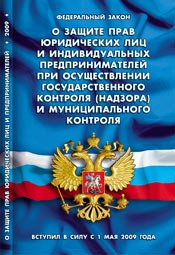 ФЕДЕРАЛЬНЫЙ ЗАКОН
О ЗАЩИТЕ ПРАВ
ЮРИДИЧЕСКИХ ЛИЦ
И ИНДИВИДУАЛЬНЫХ
ПРЕДПРИНИМАТЕЛЕЙ
ПРИ ОСУЩЕСТВЛЕНИИ
ГОСУДАРСТВЕННОГО
КОНТРОЛЯ (НАДЗОРА)
И МУНИЦИПАЛЬНОГО
КОНТРОЛЯ
ВСТУПИЛ В СИЛУ С 1 МАЯ 2009 ГОДА
О ЗАЩИТЕ ПРАВ ЮРИДИЧЕСКИХ ЛИЦ И ПРЕДПРИНИМАТЕЛЕЙ • 2009 •